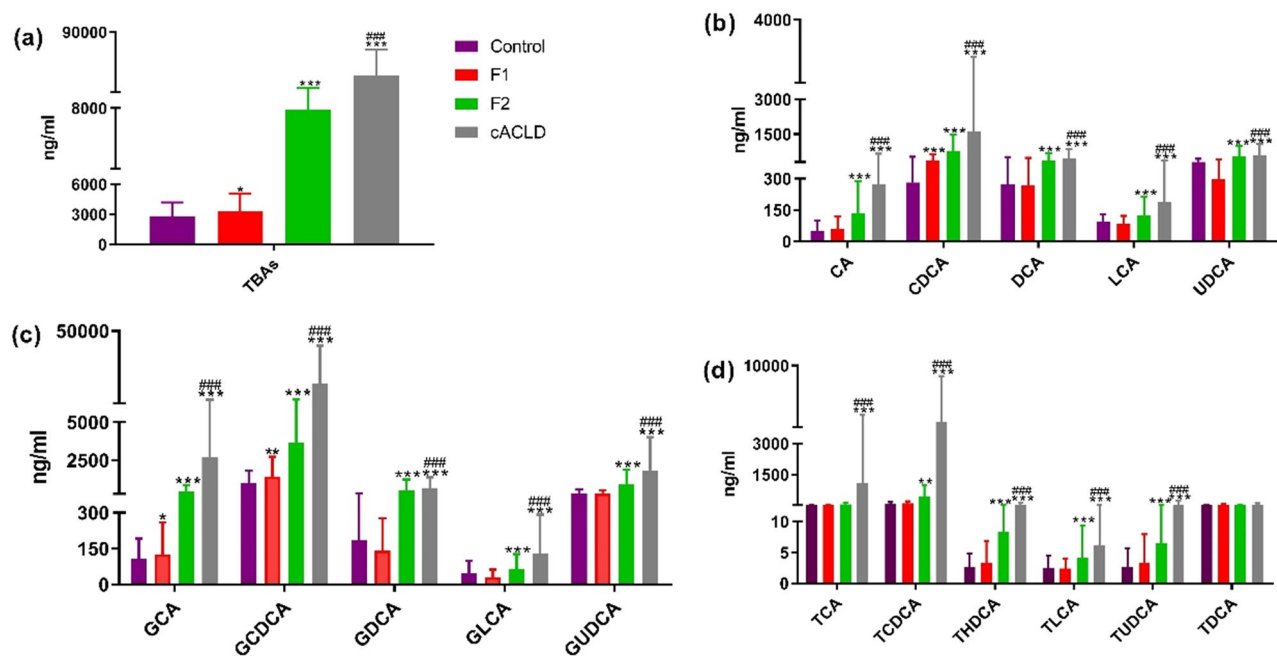 (a)
90000
8000
6000
3000
0
ng/ml
*
***
###
***
TBAs
Control
F1
F2
cACLD
(b)
4000
3000
1500
300
150
0
ng/ml
***
###
***
***
***
###
***
***
###
***
***
###
***
***
###
***
CA
CDCA
DCA
LCA
UDCA
(c)
50000
5000
2500
300
150
0
ng/ml
*
***
###
***
**
***
###
***
***
###
***
***
###
***
***
###
***
GCA
GCDCA
GDCA
GLCA
GUDCA
(d)
10000
3000
1500
10
5
0
ng/ml
###
***
**
###
***
***
###
***
***
###
***
***
###
***
TCA
TCDCA
THDCA
TLCA
TUDCA
TDCA